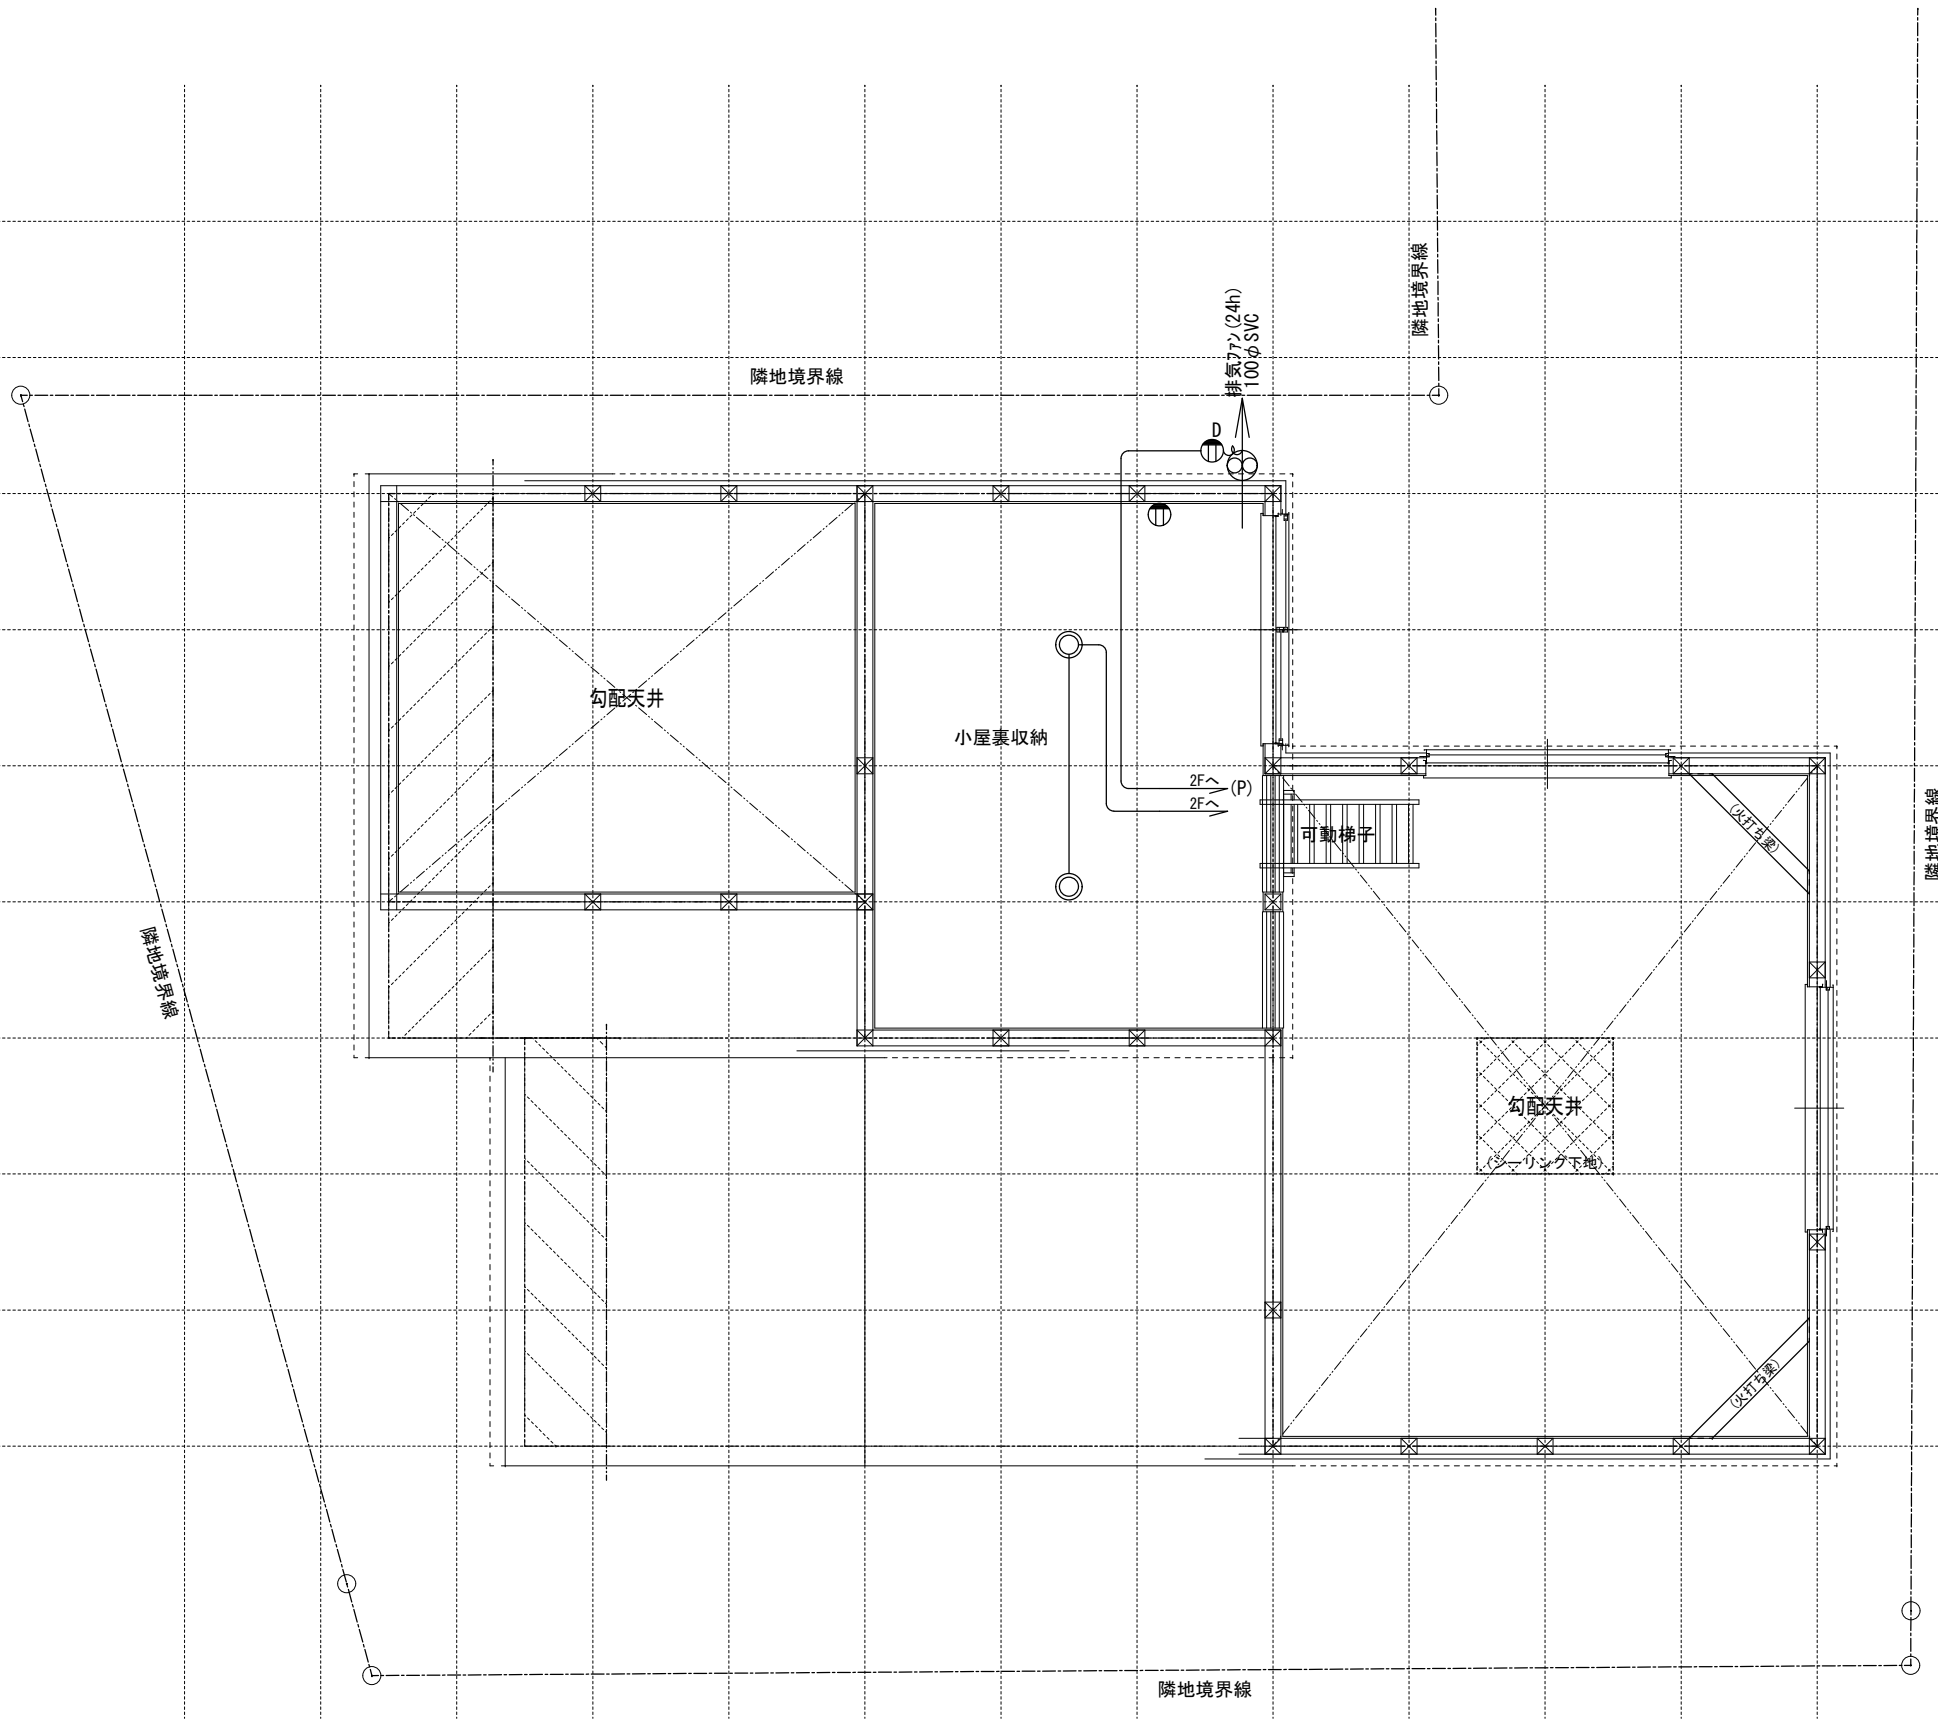 隣地境界線
排気ファン(24h)
100φSVC
隣地境界線
D
勾配天井
小屋裏収納
2Fへ
(P)
2Fへ
可動梯子
(火打ち梁)
隣地境界線
隣地境界線
勾配天井
(シーリング下地)
(火打ち梁)
隣地境界線